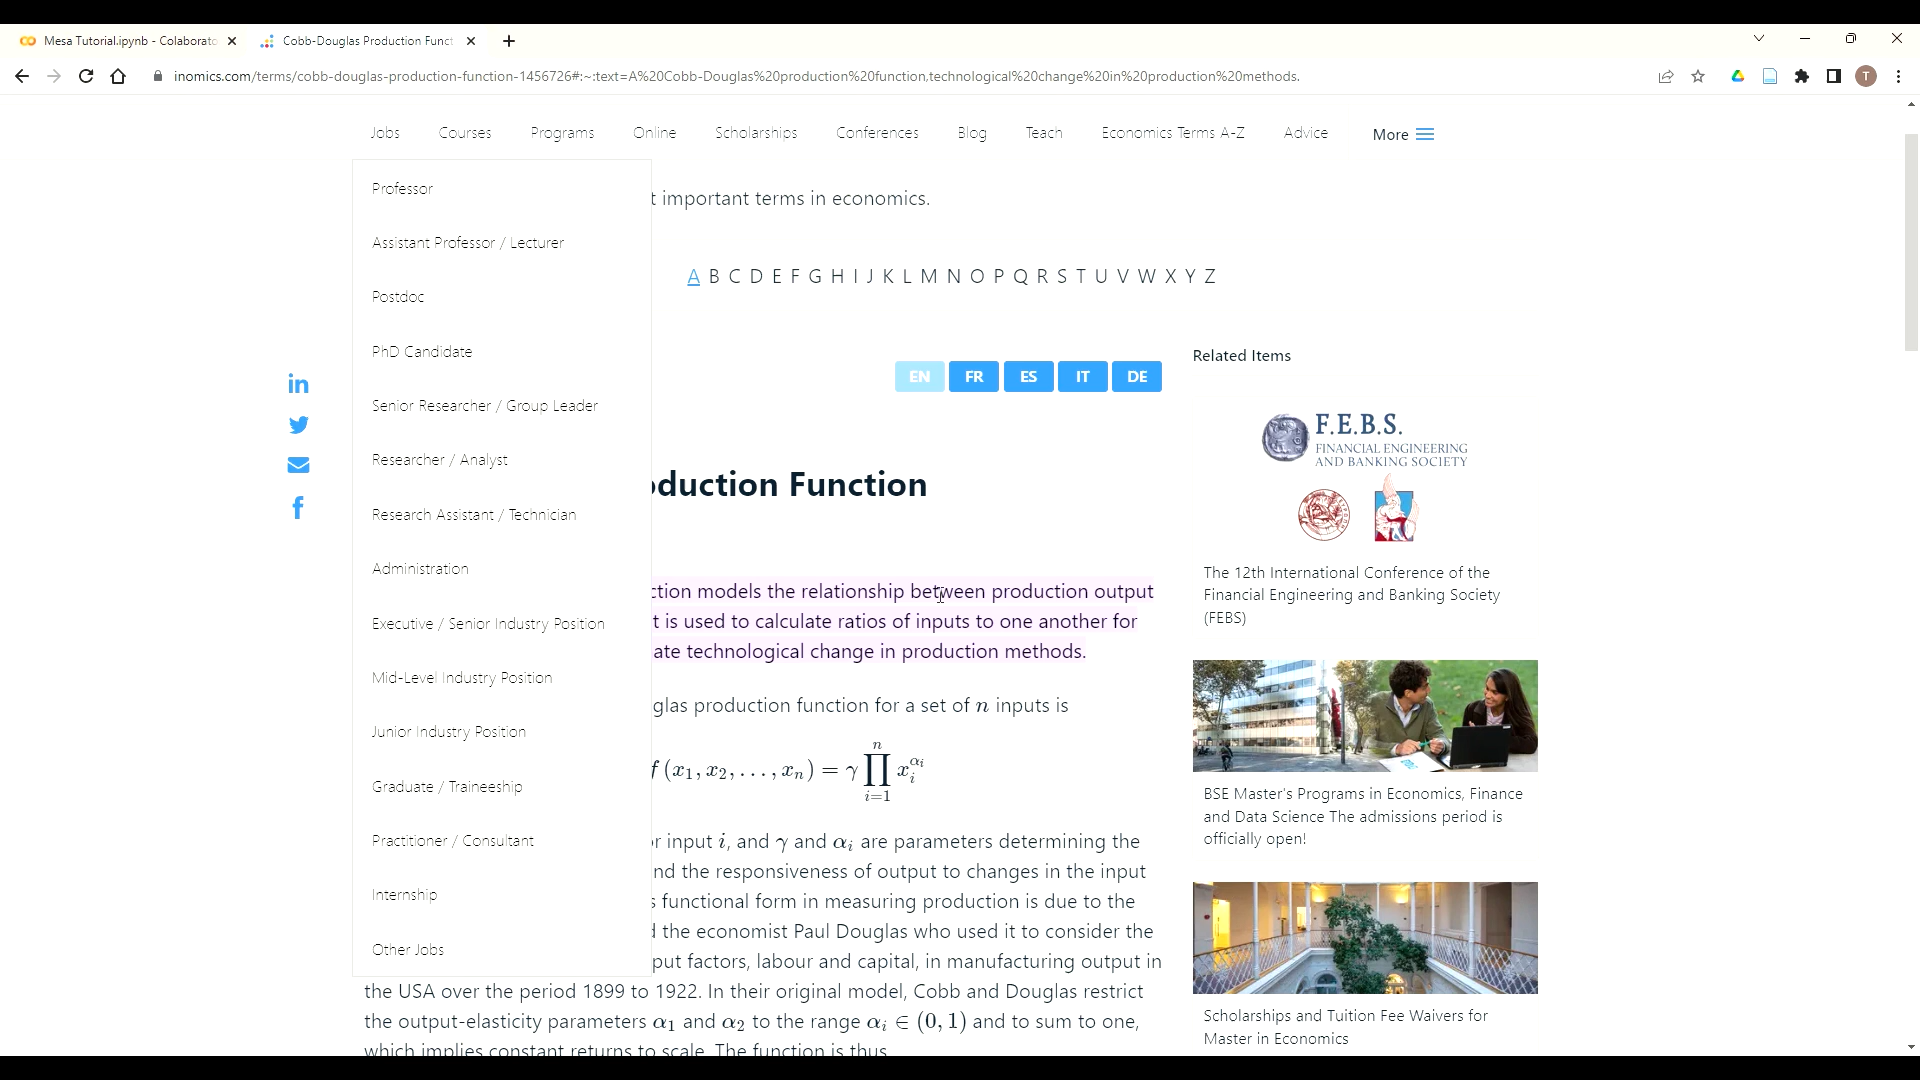 Mesa Tutorial.ipynb - Colaborato
Cobb-Douglas Production Funct
inomics.com/terms/cobb-douglas-production-function-1456726#:~:text=A%20Cobb-Douglas%20production%20function,technological%20change%20in%20production%20methods.
T
Jobs Courses Programs Online Scholarships Conferences Blog Teach Economics Terms A-Z Advice More
Professor
Assistant Professor / Lecturer
Postdoc
PhD Candidate
Senior Researcher / Group Leader
Researcher / Analyst
Research Assistant / Technician
Administration
Executive / Senior Industry Position
Mid-Level Industry Position
Junior Industry Position
Graduate / Traineeship
Practitioner / Consultant
Internship
Other Jobs
t important terms in economics.
A B C D E F G H I J K L M N O P Q R S T U V W X Y Z
EN FR ES IT DE
oduction Function
ction models the relationship between production output
t is used to calculate ratios of inputs to one another for
ate technological change in production methods.
glas production function for a set of n inputs is
f (x₁, x₂, . . . , xₙ) = γ ∏ᵢ₌₁ⁿ xᵢ^αᵢ
or input i, and γ and αᵢ are parameters determining the
nd the responsiveness of output to changes in the input
s functional form in measuring production is due to the
d the economist Paul Douglas who used it to consider the
put factors, labour and capital, in manufacturing output in
the USA over the period 1899 to 1922. In their original model, Cobb and Douglas restrict
the output-elasticity parameters α₁ and α₂ to the range αᵢ ∈ (0, 1) and to sum to one,
which implies constant returns to scale. The function is thus
Related Items
F.E.B.S.
FINANCIAL ENGINEERING
AND BANKING SOCIETY
The 12th International Conference of the
Financial Engineering and Banking Society
(FEBS)
BSE Master's Programs in Economics, Finance
and Data Science The admissions period is
officially open!
Scholarships and Tuition Fee Waivers for
Master in Economics